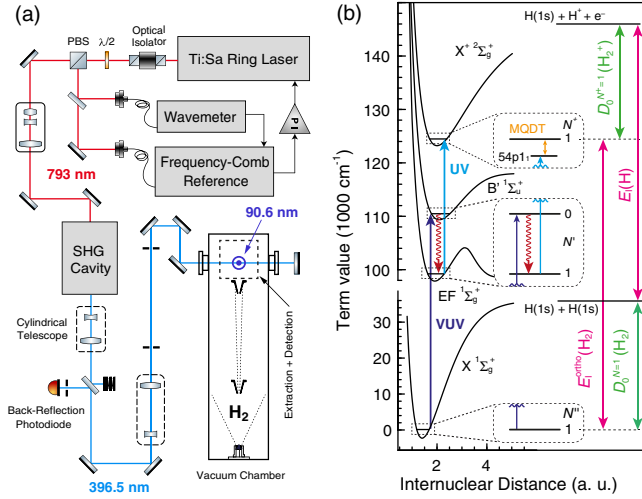 (a)
PBS
λ/2
Optical
Isolator
Ti:Sa Ring Laser
Wavemeter
PI
Frequency-Comb
Reference
793 nm
90.6 nm
SHG
Cavity
Cylindrical
Telescope
Back-Reflection
Photodiode
396.5 nm
H₂
Extraction + Detection
Vacuum Chamber
(b)
Term value (1000 cm⁻¹)
150
140
130
120
110
100
30
20
10
0
0
2
4
Internuclear Distance (a. u.)
H(1s) + H⁺ + e⁻
X⁺ ²Σg⁺
MQDT
N⁺
1
54p1₁
UV
B' ¹Σu⁺
0
N'
1
EF ¹Σg⁺
VUV
H(1s) + H(1s)
X ¹Σg⁺
N''
1
D₀ᴺ⁺⁼¹(H₂⁺)
Eᵢ(H)
Eᵢᵒʳᵗʰᵒ(H₂)
D₀ᴺ⁼¹(H₂)